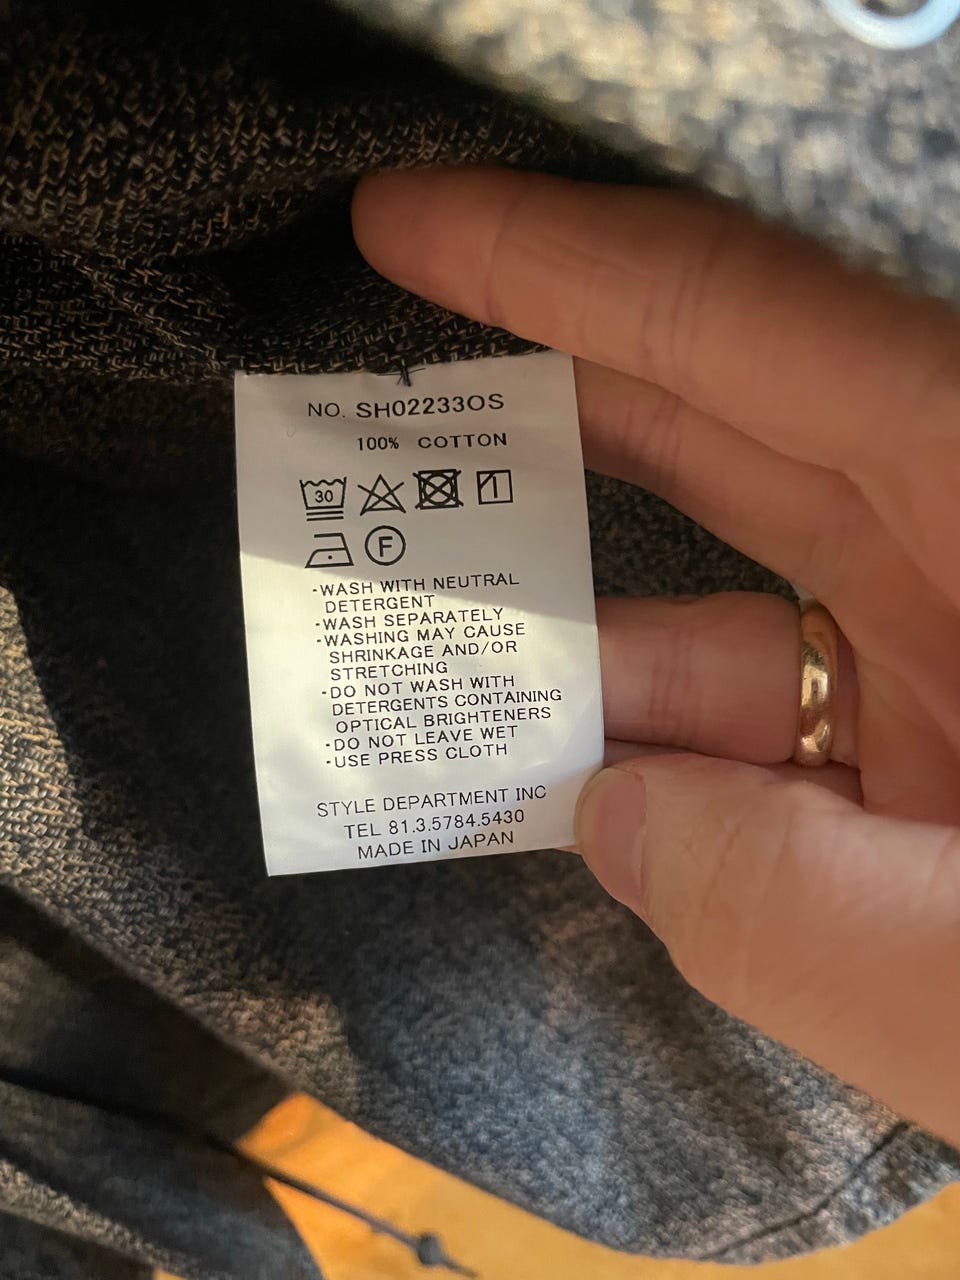 NO. SH02233OS
100% COTTON
30
F
-WASH WITH NEUTRAL
DETERGENT
-WASH SEPARATELY
-WASHING MAY CAUSE
SHRINKAGE AND/OR
STRETCHING
-DO NOT WASH WITH
DETERGENTS CONTAINING
OPTICAL BRIGHTENERS
-DO NOT LEAVE WET
-USE PRESS CLOTH
STYLE DEPARTMENT INC
TEL 81.3.5784.5430
MADE IN JAPAN